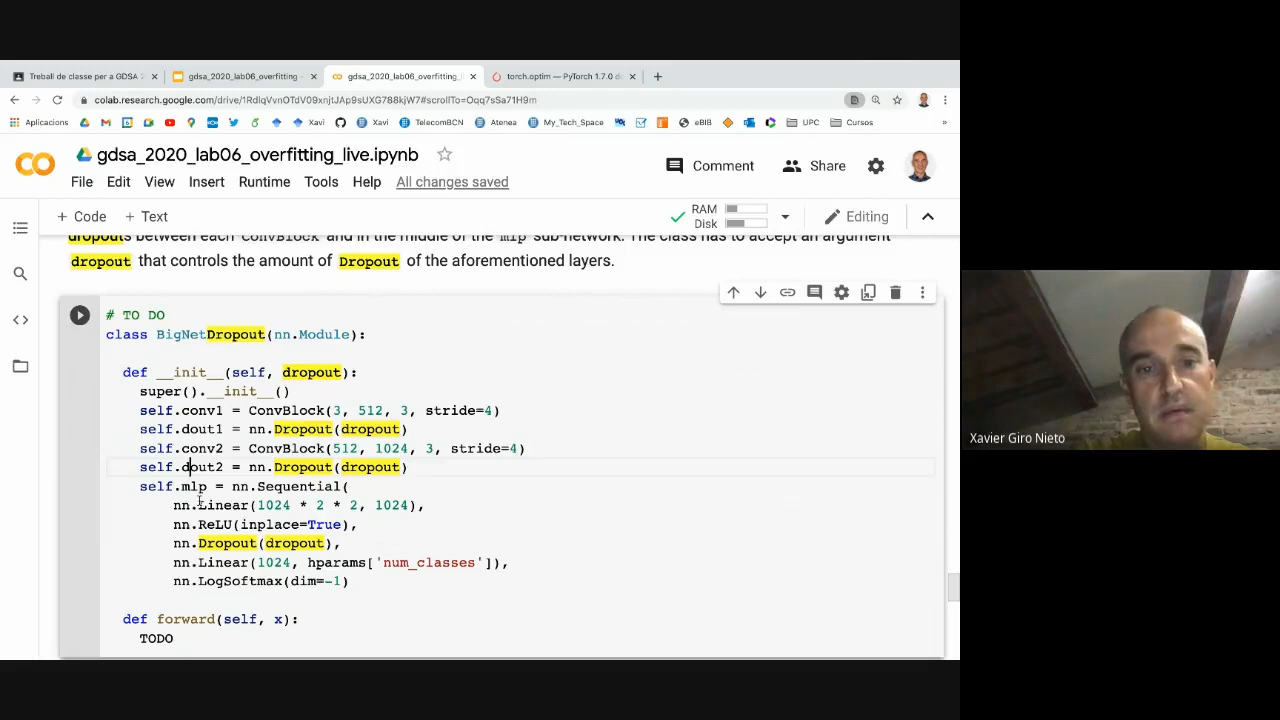 Treball de classe per a GDSA 2
gdsa_2020_lab06_overfitting -
gdsa_2020_lab06_overfitting_l
torch.optim — PyTorch 1.7.0 d
colab.research.google.com/drive/1RdlqVvnOTdV09xnjtJAp9sUXG788kjW7#scrollTo=Oqq7sSa71H9m
Aplicacions
Xavi
Xavi
TelecomBCN
Atenea
My_Tech_Space
eBIB
UPC
Cursos
»
gdsa_2020_lab06_overfitting_live.ipynb
Comment
Share
File Edit View Insert Runtime Tools Help All changes saved
+ Code + Text
RAM
Disk
Editing
dropouts between each ConvBlock and in the middle of the mlp sub-network. The class has to accept an argument
dropout that controls the amount of Dropout of the aforementioned layers.
# TO DO
class BigNetDropout(nn.Module):
def __init__(self, dropout):
super().__init__()
self.conv1 = ConvBlock(3, 512, 3, stride=4)
self.dout1 = nn.Dropout(dropout)
self.conv2 = ConvBlock(512, 1024, 3, stride=4)
self.dout2 = nn.Dropout(dropout)
self.mlp = nn.Sequential(
nn.Linear(1024 * 2 * 2, 1024),
nn.ReLU(inplace=True),
nn.Dropout(dropout),
nn.Linear(1024, hparams['num_classes']),
nn.LogSoftmax(dim=-1)
def forward(self, x):
TODO
Xavier Giro Nieto